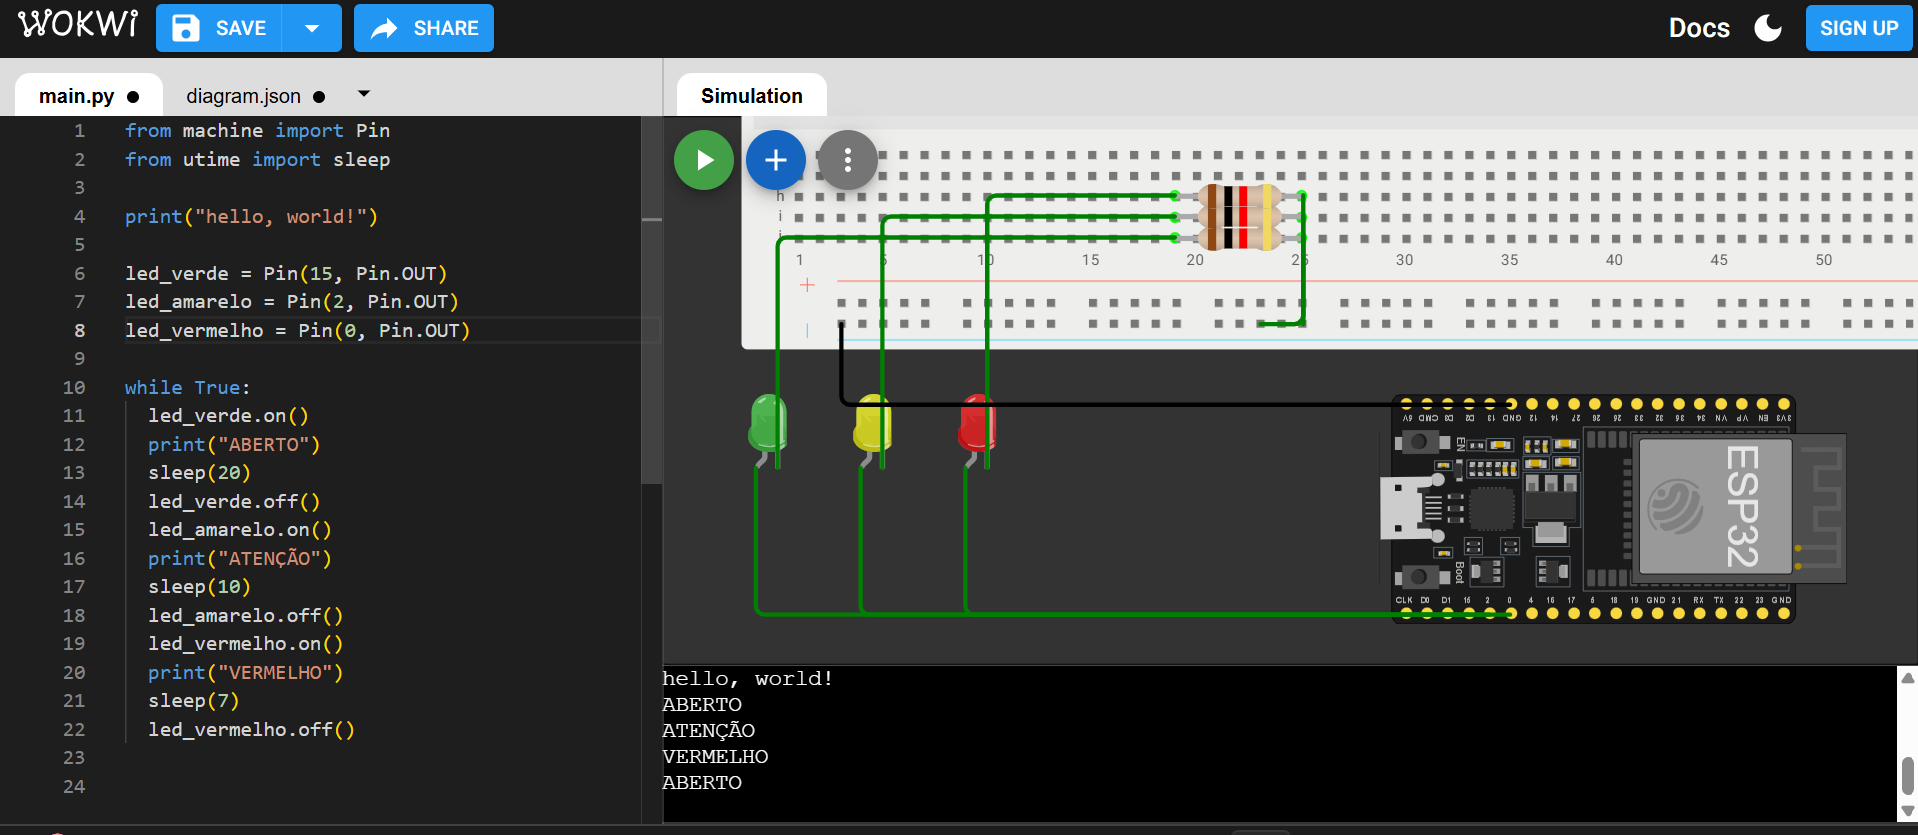 WOKWi SAVE SHARE Docs SIGN UP
main.py diagram.json Simulation
1 from machine import Pin
2 from utime import sleep
3
4 print("hello, world!")
5
6 led_verde = Pin(15, Pin.OUT)
7 led_amarelo = Pin(2, Pin.OUT)
8 led_vermelho = Pin(0, Pin.OUT)
9
10 while True:
11 led_verde.on()
12 print("ABERTO")
13 sleep(20)
14 led_verde.off()
15 led_amarelo.on()
16 print("ATENÇÃO")
17 sleep(10)
18 led_amarelo.off()
19 led_vermelho.on()
20 print("VERMELHO")
21 sleep(7)
22 led_vermelho.off()
23
24
h
i
j
1 5 10 15 20 25 30 35 40 45 50
EN
ESP32
Boot
CLK D0 D1 15 2 0 4 16 17 5 18 19 GND 21 RX TX 22 23 GND
hello, world!
ABERTO
ATENÇÃO
VERMELHO
ABERTO